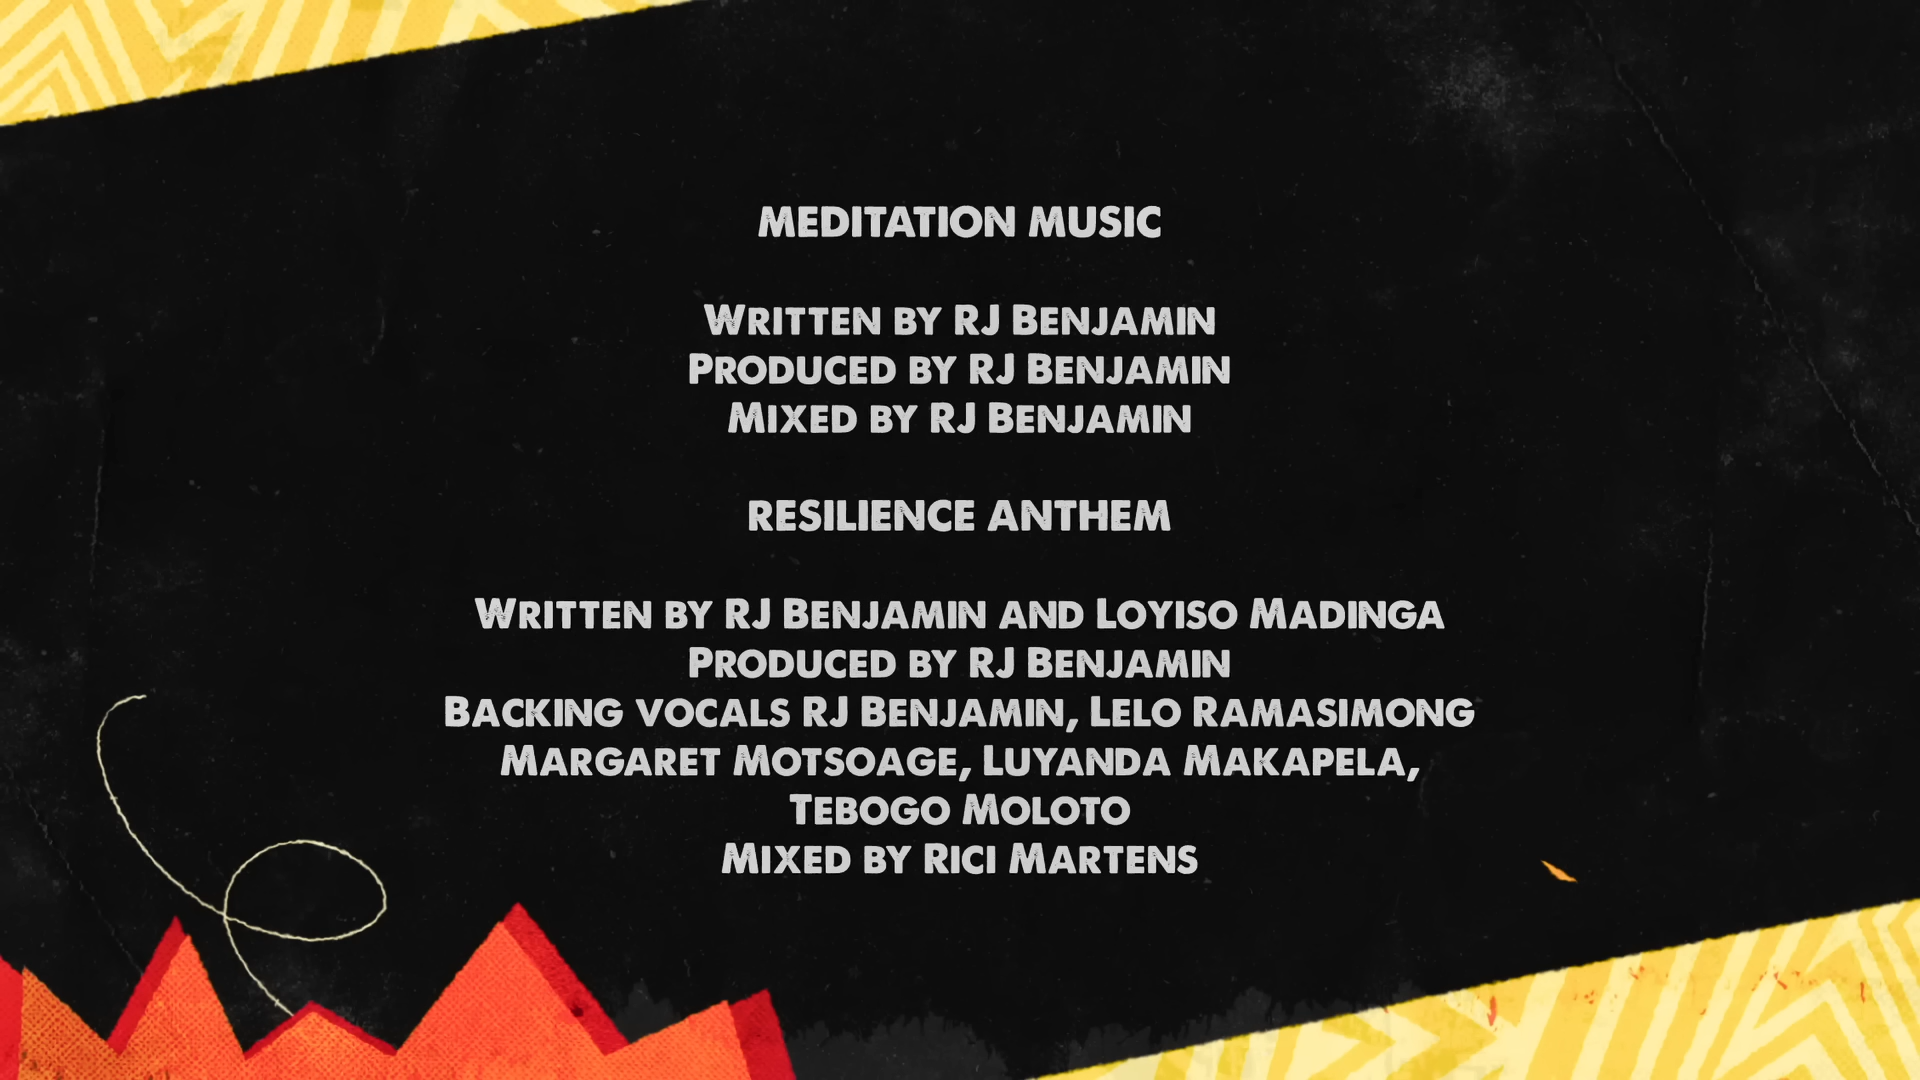 MEDITATION MUSIC
WRITTEN BY RJ BENJAMIN
PRODUCED BY RJ BENJAMIN
MIXED BY RJ BENJAMIN
RESILIENCE ANTHEM
WRITTEN BY RJ BENJAMIN AND LOYISO MADINGA
PRODUCED BY RJ BENJAMIN
BACKING VOCALS RJ BENJAMIN, LELO RAMASIMONG
MARGARET MOTSOAGE, LUYANDA MAKAPELA,
TEBOGO MOLOTO
MIXED BY RICI MARTENS